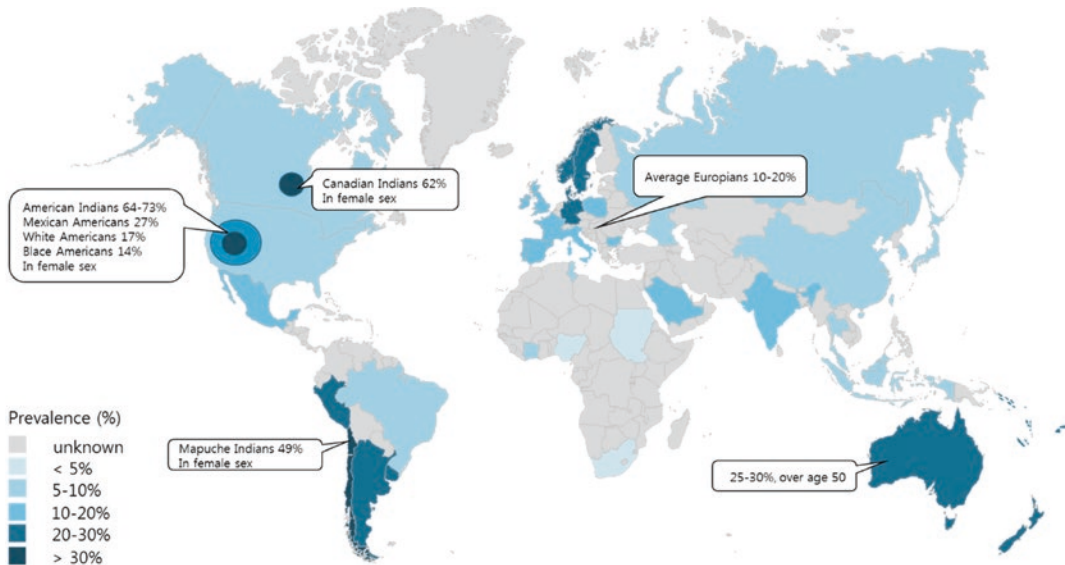 Canadian Indians 62%
In female sex
Average Europians 10-20%
American Indians 64-73%
Mexican Americans 27%
White Americans 17%
Blace Americans 14%
In female sex
Mapuche Indians 49%
In female sex
25-30%, over age 50
Prevalence (%)
unknown
< 5%
5-10%
10-20%
20-30%
> 30%